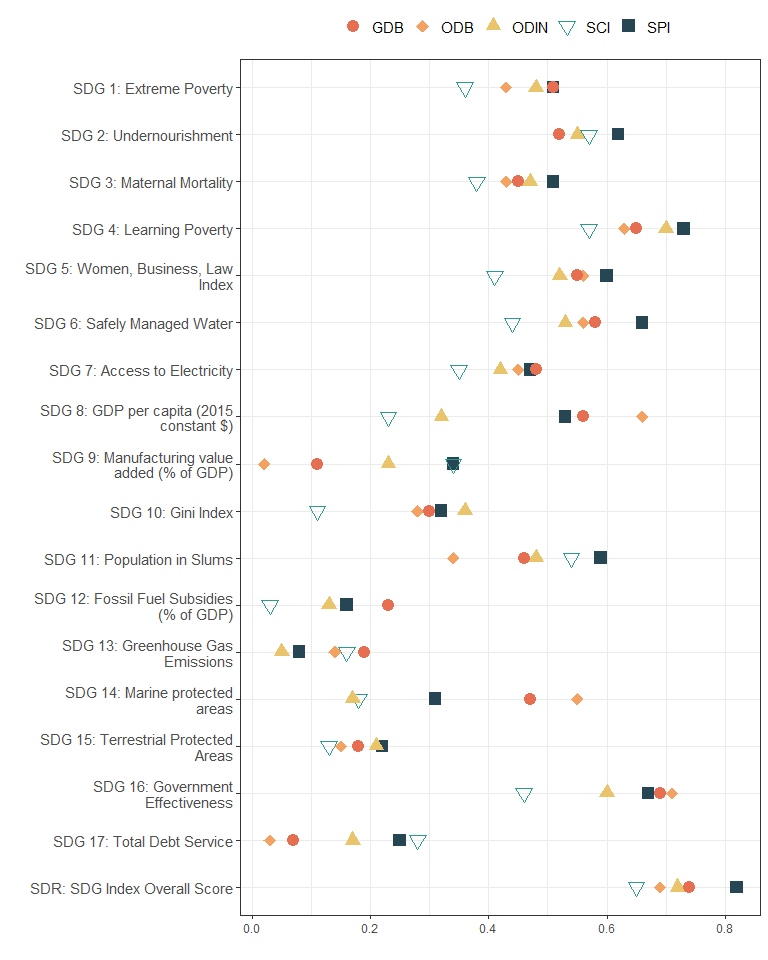 GDB ODB ODIN SCI SPI
SDG 1: Extreme Poverty
SDG 2: Undernourishment
SDG 3: Maternal Mortality
SDG 4: Learning Poverty
SDG 5: Women, Business, Law
Index
SDG 6: Safely Managed Water
SDG 7: Access to Electricity
SDG 8: GDP per capita (2015
constant $)
SDG 9: Manufacturing value
added (% of GDP)
SDG 10: Gini Index
SDG 11: Population in Slums
SDG 12: Fossil Fuel Subsidies
(% of GDP)
SDG 13: Greenhouse Gas
Emissions
SDG 14: Marine protected
areas
SDG 15: Terrestrial Protected
Areas
SDG 16: Government
Effectiveness
SDG 17: Total Debt Service
SDR: SDG Index Overall Score
0.0 0.2 0.4 0.6 0.8